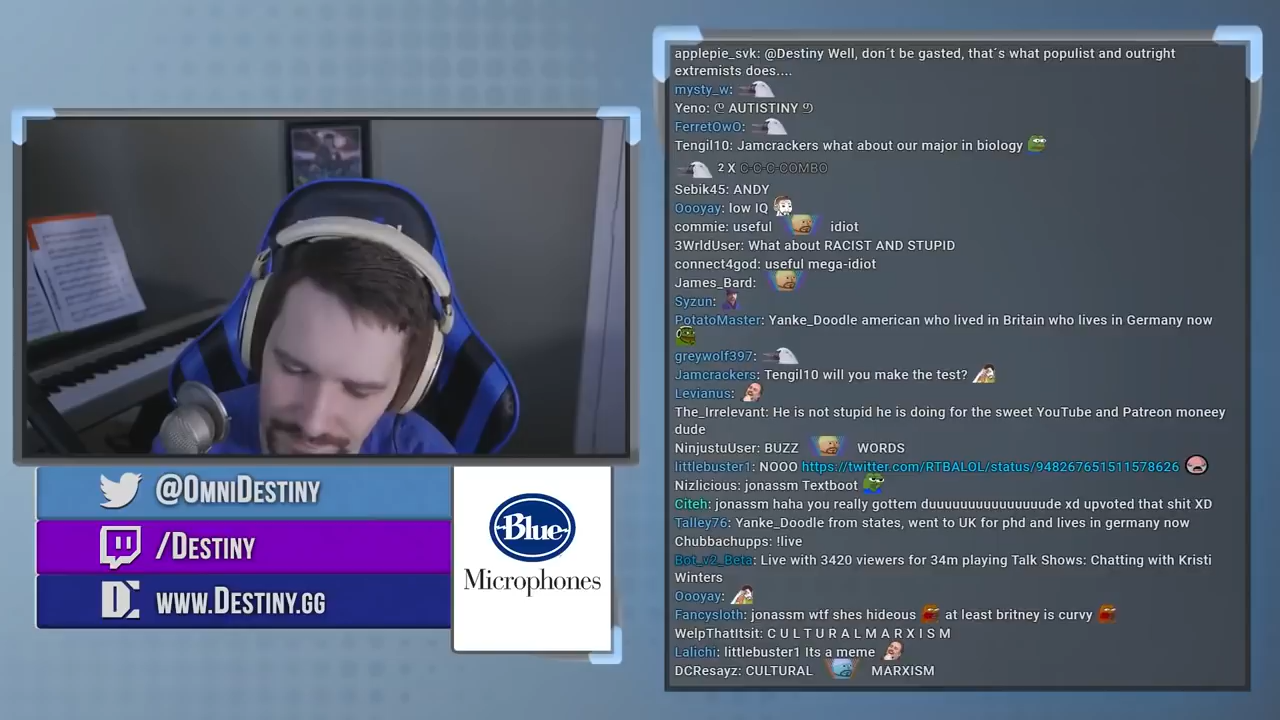 applepie_svk: @Destiny Well, don´t be gasted, that´s what populist and outright
extremists does....
mysty_w:
Yeno: ღ AUTISTINY ღ
FerretOwO:
Tengil10: Jamcrackers what about our major in biology
2 X C-C-C-COMBO
Sebik45: ANDY
Oooyay: low IQ
commie: useful idiot
3WrldUser: What about RACIST AND STUPID
connect4god: useful mega-idiot
James_Bard:
Syzun:
PotatoMaster: Yanke_Doodle american who lived in Britain who lives in Germany now
greywolf397:
Jamcrackers: Tengil10 will you make the test?
Levianus:
The_Irrelevant: He is not stupid he is doing for the sweet YouTube and Patreon moneey
dude
NinjustuUser: BUZZ WORDS
littlebuster1: NOOO https://twitter.com/RTBALOL/status/948267651511578626
Nizlicious: jonassm Textboot
Citeh: jonassm haha you really gottem duuuuuuuuuuuuuuuude xd upvoted that shit XD
Talley76: Yanke_Doodle from states, went to UK for phd and lives in germany now
Chubbachupps: !live
Bot_v2_Beta: Live with 3420 viewers for 34m playing Talk Shows: Chatting with Kristi
Winters
Oooyay:
Fancysloth: jonassm wtf shes hideous at least britney is curvy
WelpThatItsit: C U L T U R A L M A R X I S M
Lalichi: littlebuster1 Its a meme
DCResayz: CULTURAL MARXISM
@OmniDestiny
/Destiny
www.Destiny.gg
Blue
Microphones